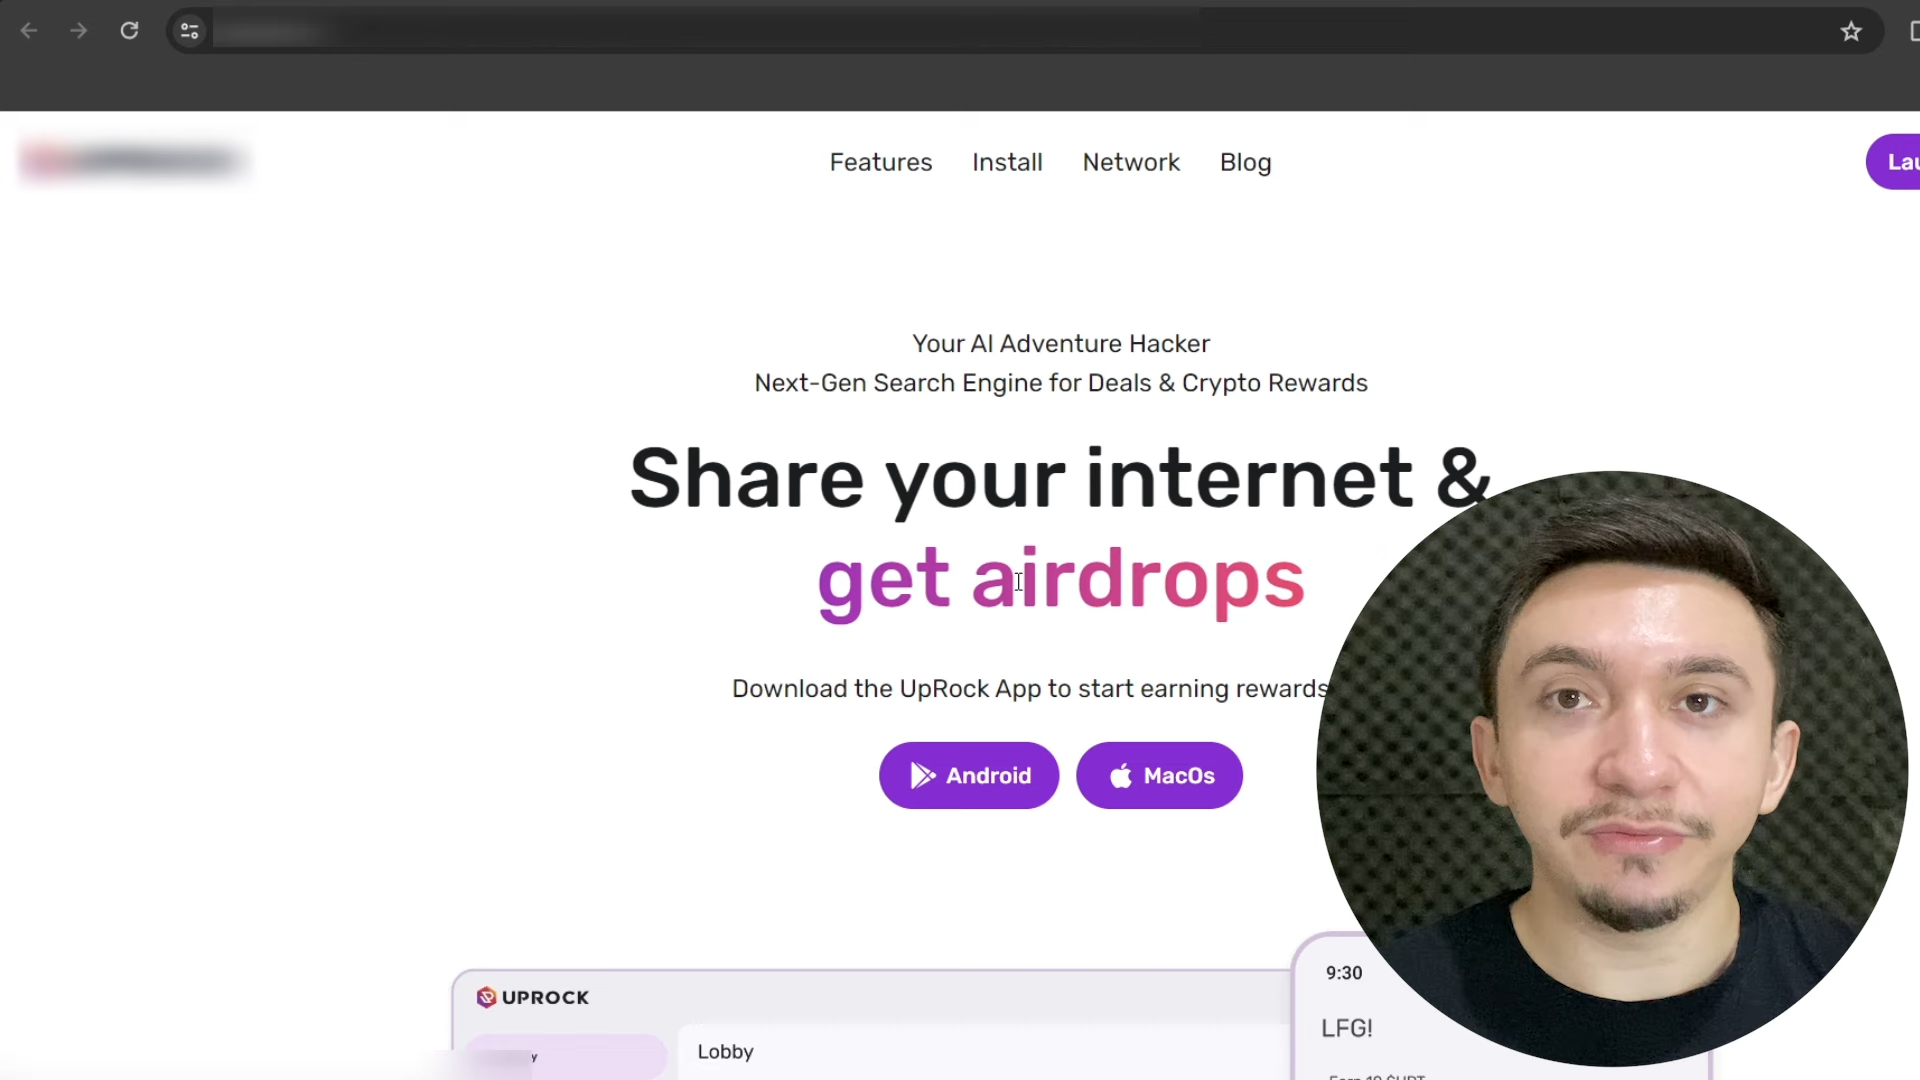 Features Install Network Blog
Your AI Adventure Hacker
Next-Gen Search Engine for Deals & Crypto Rewards
Share your internet &
get airdrops
Download the UpRock App to start earning rewards
Android MacOs
UPROCK
9:30
LFG!
Lobby